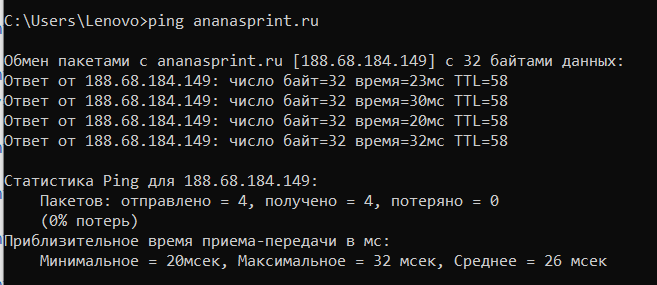 C:\Users\Lenovo>ping ananasprint.ru
Обмен пакетами с ananasprint.ru [188.68.184.149] с 32 байтами данных:
Ответ от 188.68.184.149: число байт=32 время=23мс TTL=58
Ответ от 188.68.184.149: число байт=32 время=30мс TTL=58
Ответ от 188.68.184.149: число байт=32 время=20мс TTL=58
Ответ от 188.68.184.149: число байт=32 время=32мс TTL=58
Статистика Ping для 188.68.184.149:
Пакетов: отправлено = 4, получено = 4, потеряно = 0
(0% потерь)
Приблизительное время приема-передачи в мс:
Минимальное = 20мсек, Максимальное = 32 мсек, Среднее = 26 мсек